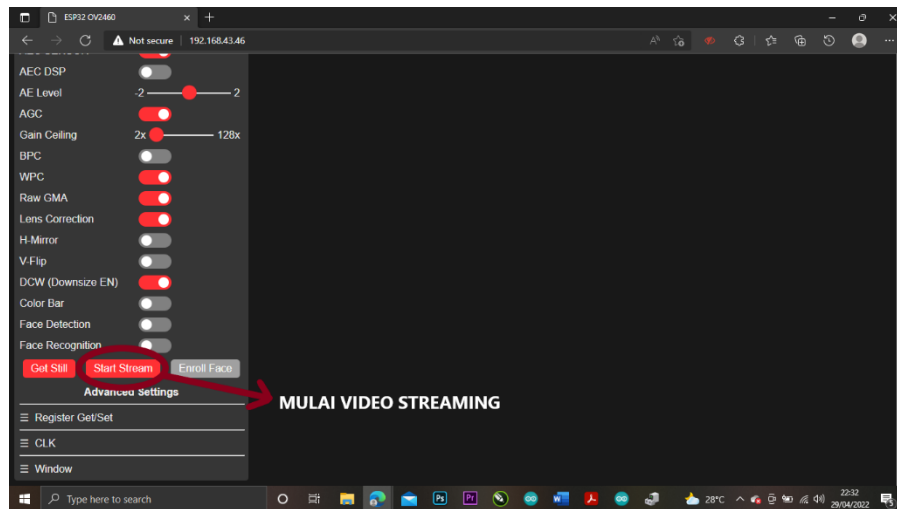 ESP32 OV2460
Not secure 192.168.43.46
AEC DSP
AE Level -2 2
AGC
Gain Ceiling 2x 128x
BPC
WPC
Raw GMA
Lens Correction
H-Mirror
V-Flip
DCW (Downsize EN)
Color Bar
Face Detection
Face Recognition
Get Still Start Stream Enroll Face
Advanced Settings
MULAI VIDEO STREAMING
Register Get/Set
CLK
Window
Type here to search
28°C
22:32
29/04/2022